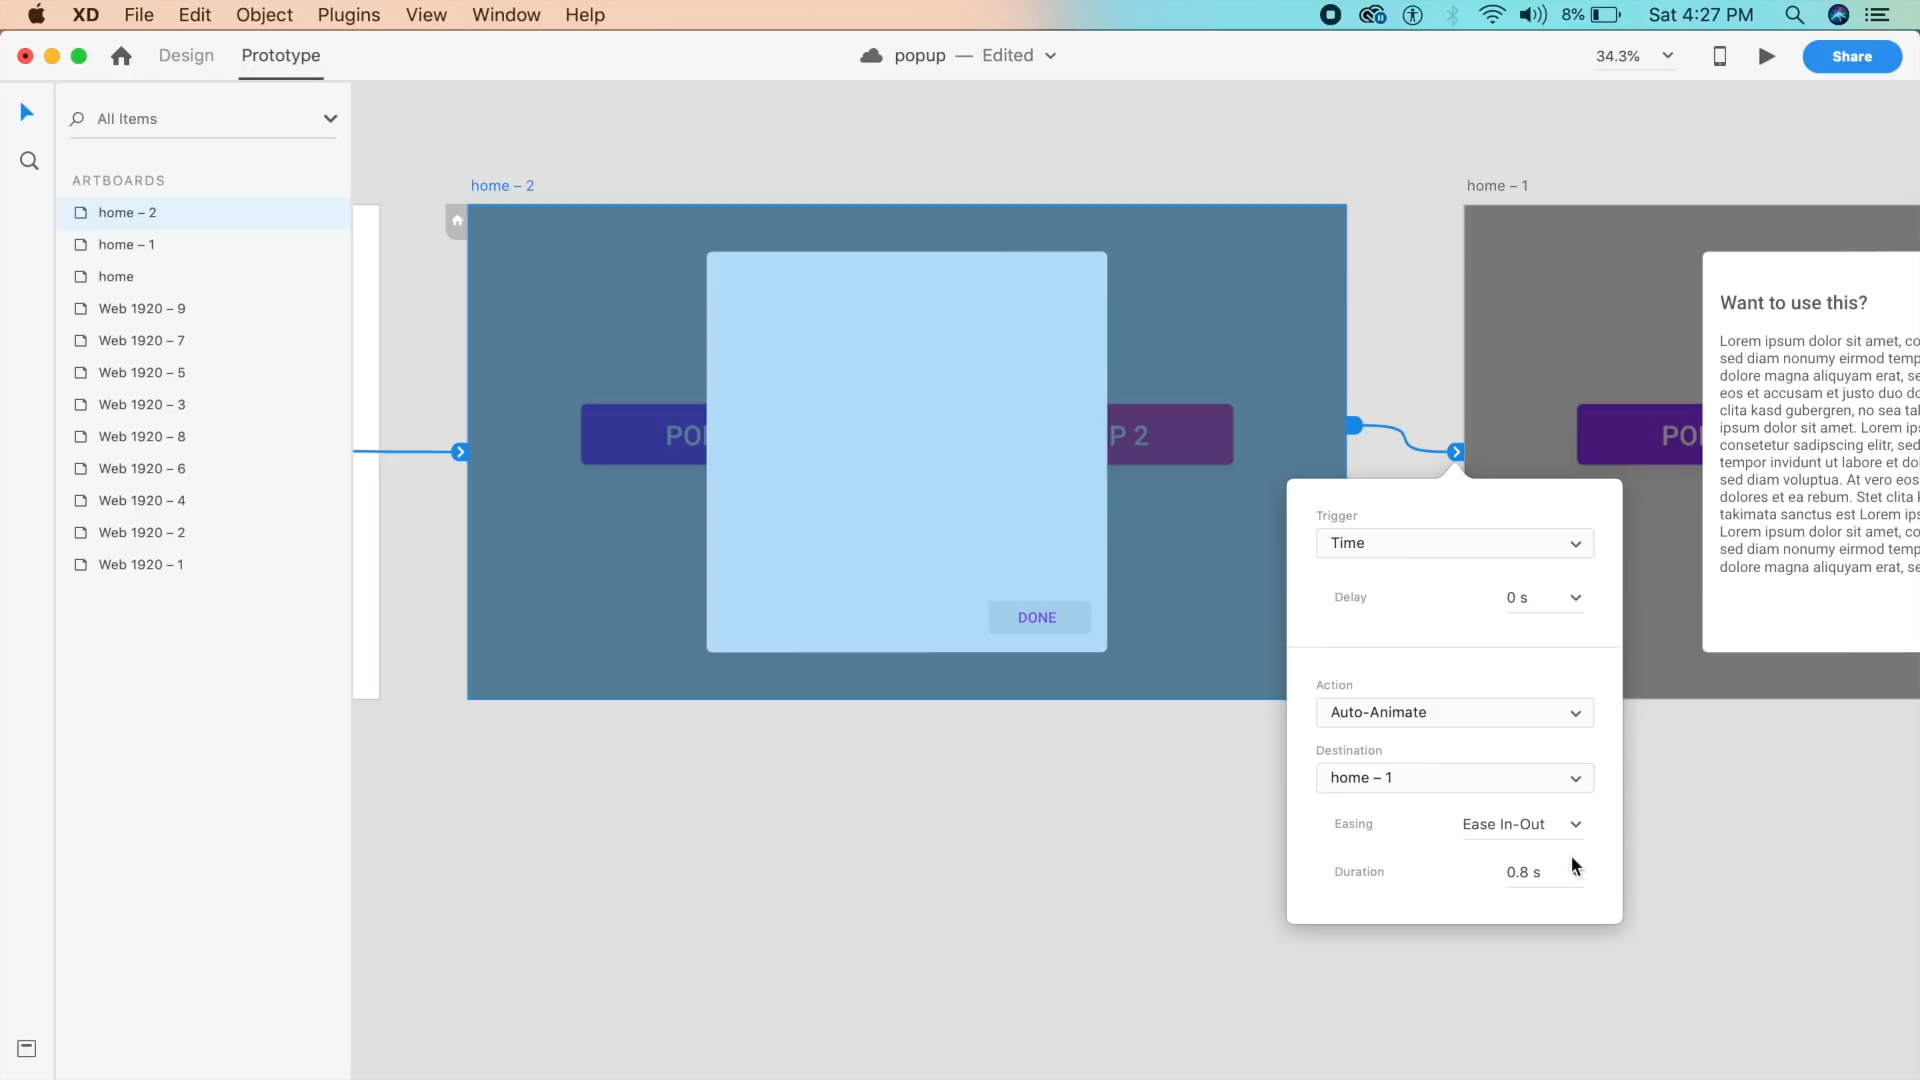 XD File Edit Object Plugins View Window Help
8% Sat 4:27 PM
Design Prototype
popup — Edited
34.3%
Share
All Items
ARTBOARDS
home – 2
home – 1
home
Web 1920 – 9
Web 1920 – 7
Web 1920 – 5
Web 1920 – 3
Web 1920 – 8
Web 1920 – 6
Web 1920 – 4
Web 1920 – 2
Web 1920 – 1
home – 2
P 2
DONE
home – 1
Want to use this?
Lorem ipsum dolor sit amet, co
sed diam nonumy eirmod temp
dolore magna aliquyam erat, se
eos et accusam et justo duo do
clita kasd gubergren, no sea tak
ipsum dolor sit amet. Lorem ips
consetetur sadipscing elitr, sed
tempor invidunt ut labore et dol
sed diam voluptua. At vero eos
dolores et ea rebum. Stet clita k
takimata sanctus est Lorem ips
Lorem ipsum dolor sit amet, co
sed diam nonumy eirmod temp
dolore magna aliquyam erat, se
Trigger
Time
Delay 0 s
Action
Auto-Animate
Destination
home – 1
Easing Ease In-Out
Duration 0.8 s